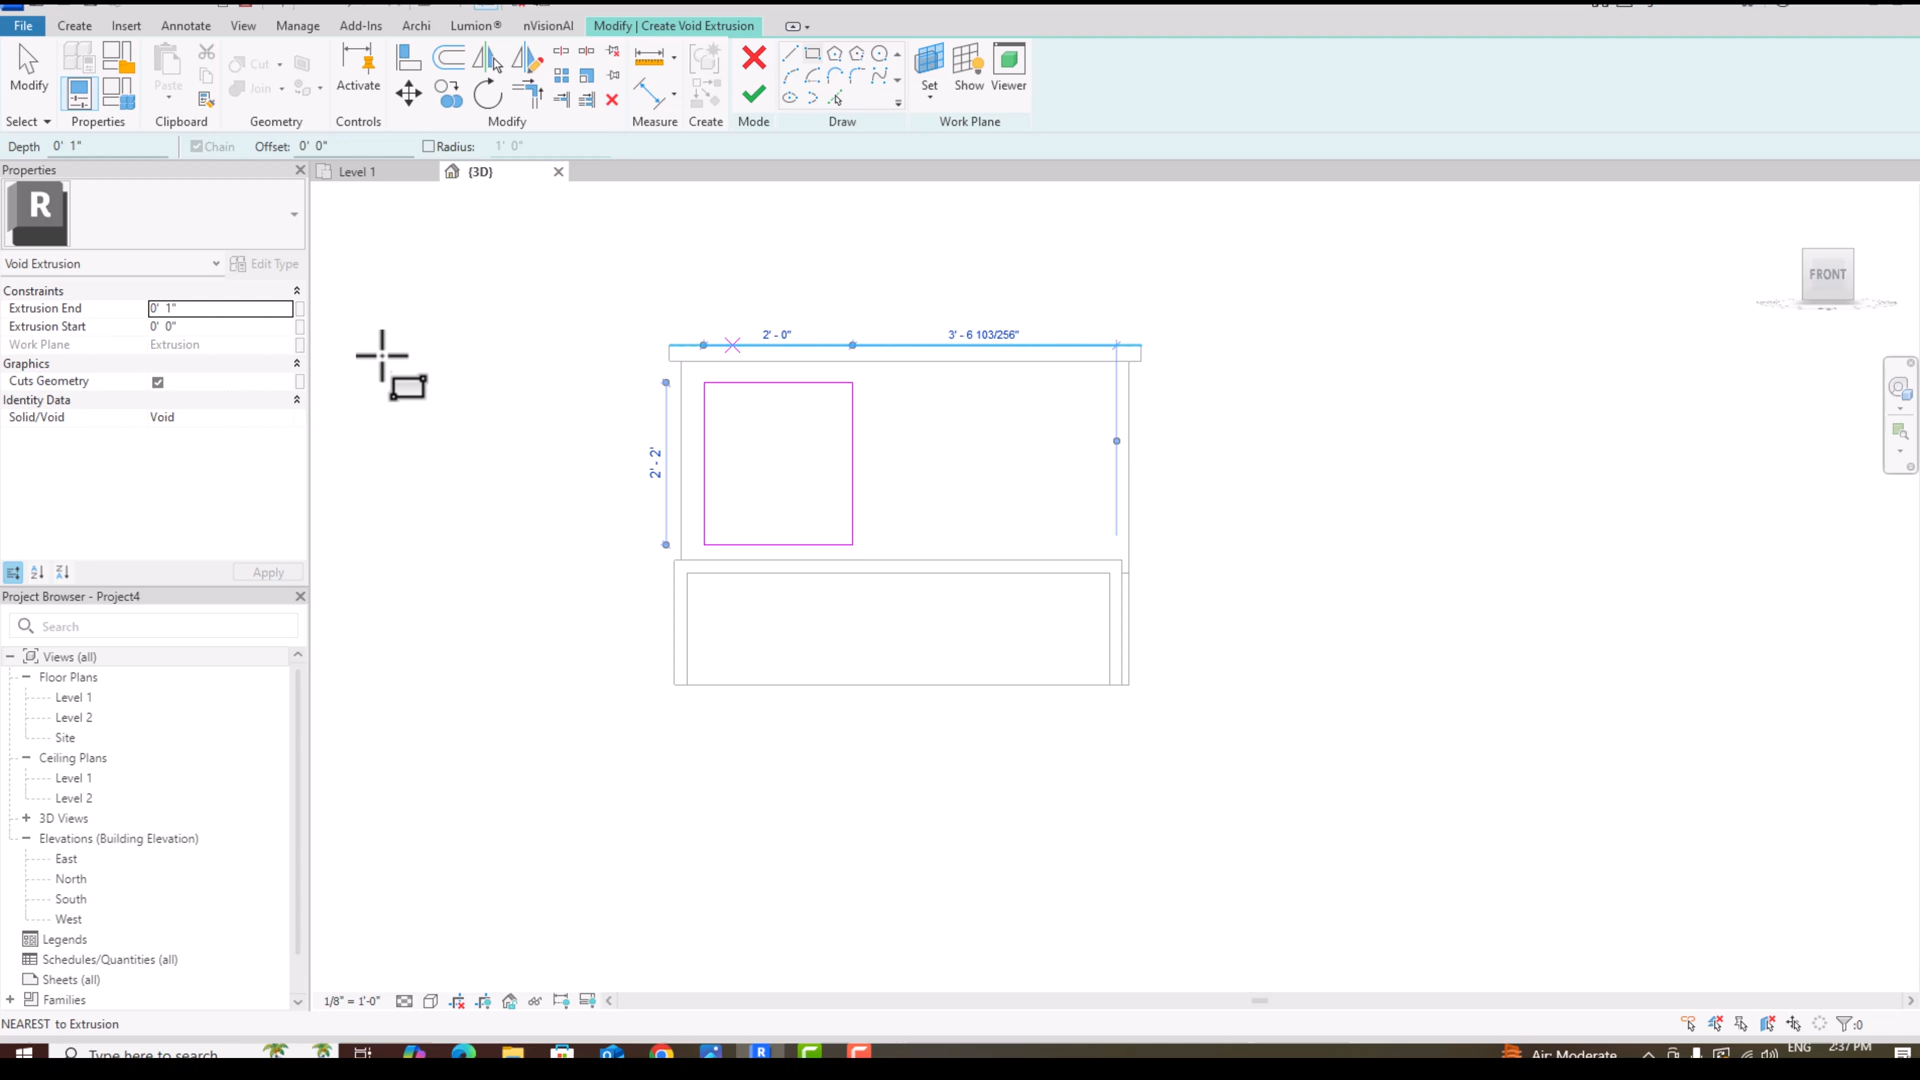 File Create Insert Annotate View Manage Add-Ins Archi Lumion® nVisionAI Modify | Create Void Extrusion
Modify Paste Cut Join Activate Set Show Viewer
Select Properties Clipboard Geometry Controls Modify Measure Create Mode Draw Work Plane
Depth 0' 1" Chain Offset: 0' 0" Radius: 1' 0"
Properties
Level 1
{3D}
R
Void Extrusion
Edit Type
Constraints
Extrusion End 0' 1"
Extrusion Start 0' 0"
Work Plane Extrusion
Graphics
Cuts Geometry
Identity Data
Solid/Void Void
Apply
FRONT
2' - 0"
3' - 6 103/256"
2' - 2'
Project Browser - Project4
Search
Views (all)
Floor Plans
Level 1
Level 2
Site
Ceiling Plans
Level 1
Level 2
3D Views
Elevations (Building Elevation)
East
North
South
West
Legends
Schedules/Quantities (all)
Sheets (all)
Families
1/8" = 1'-0"
NEAREST to Extrusion
:0
Type here to search
R
Air: Moderate
ENG
2:37 PM